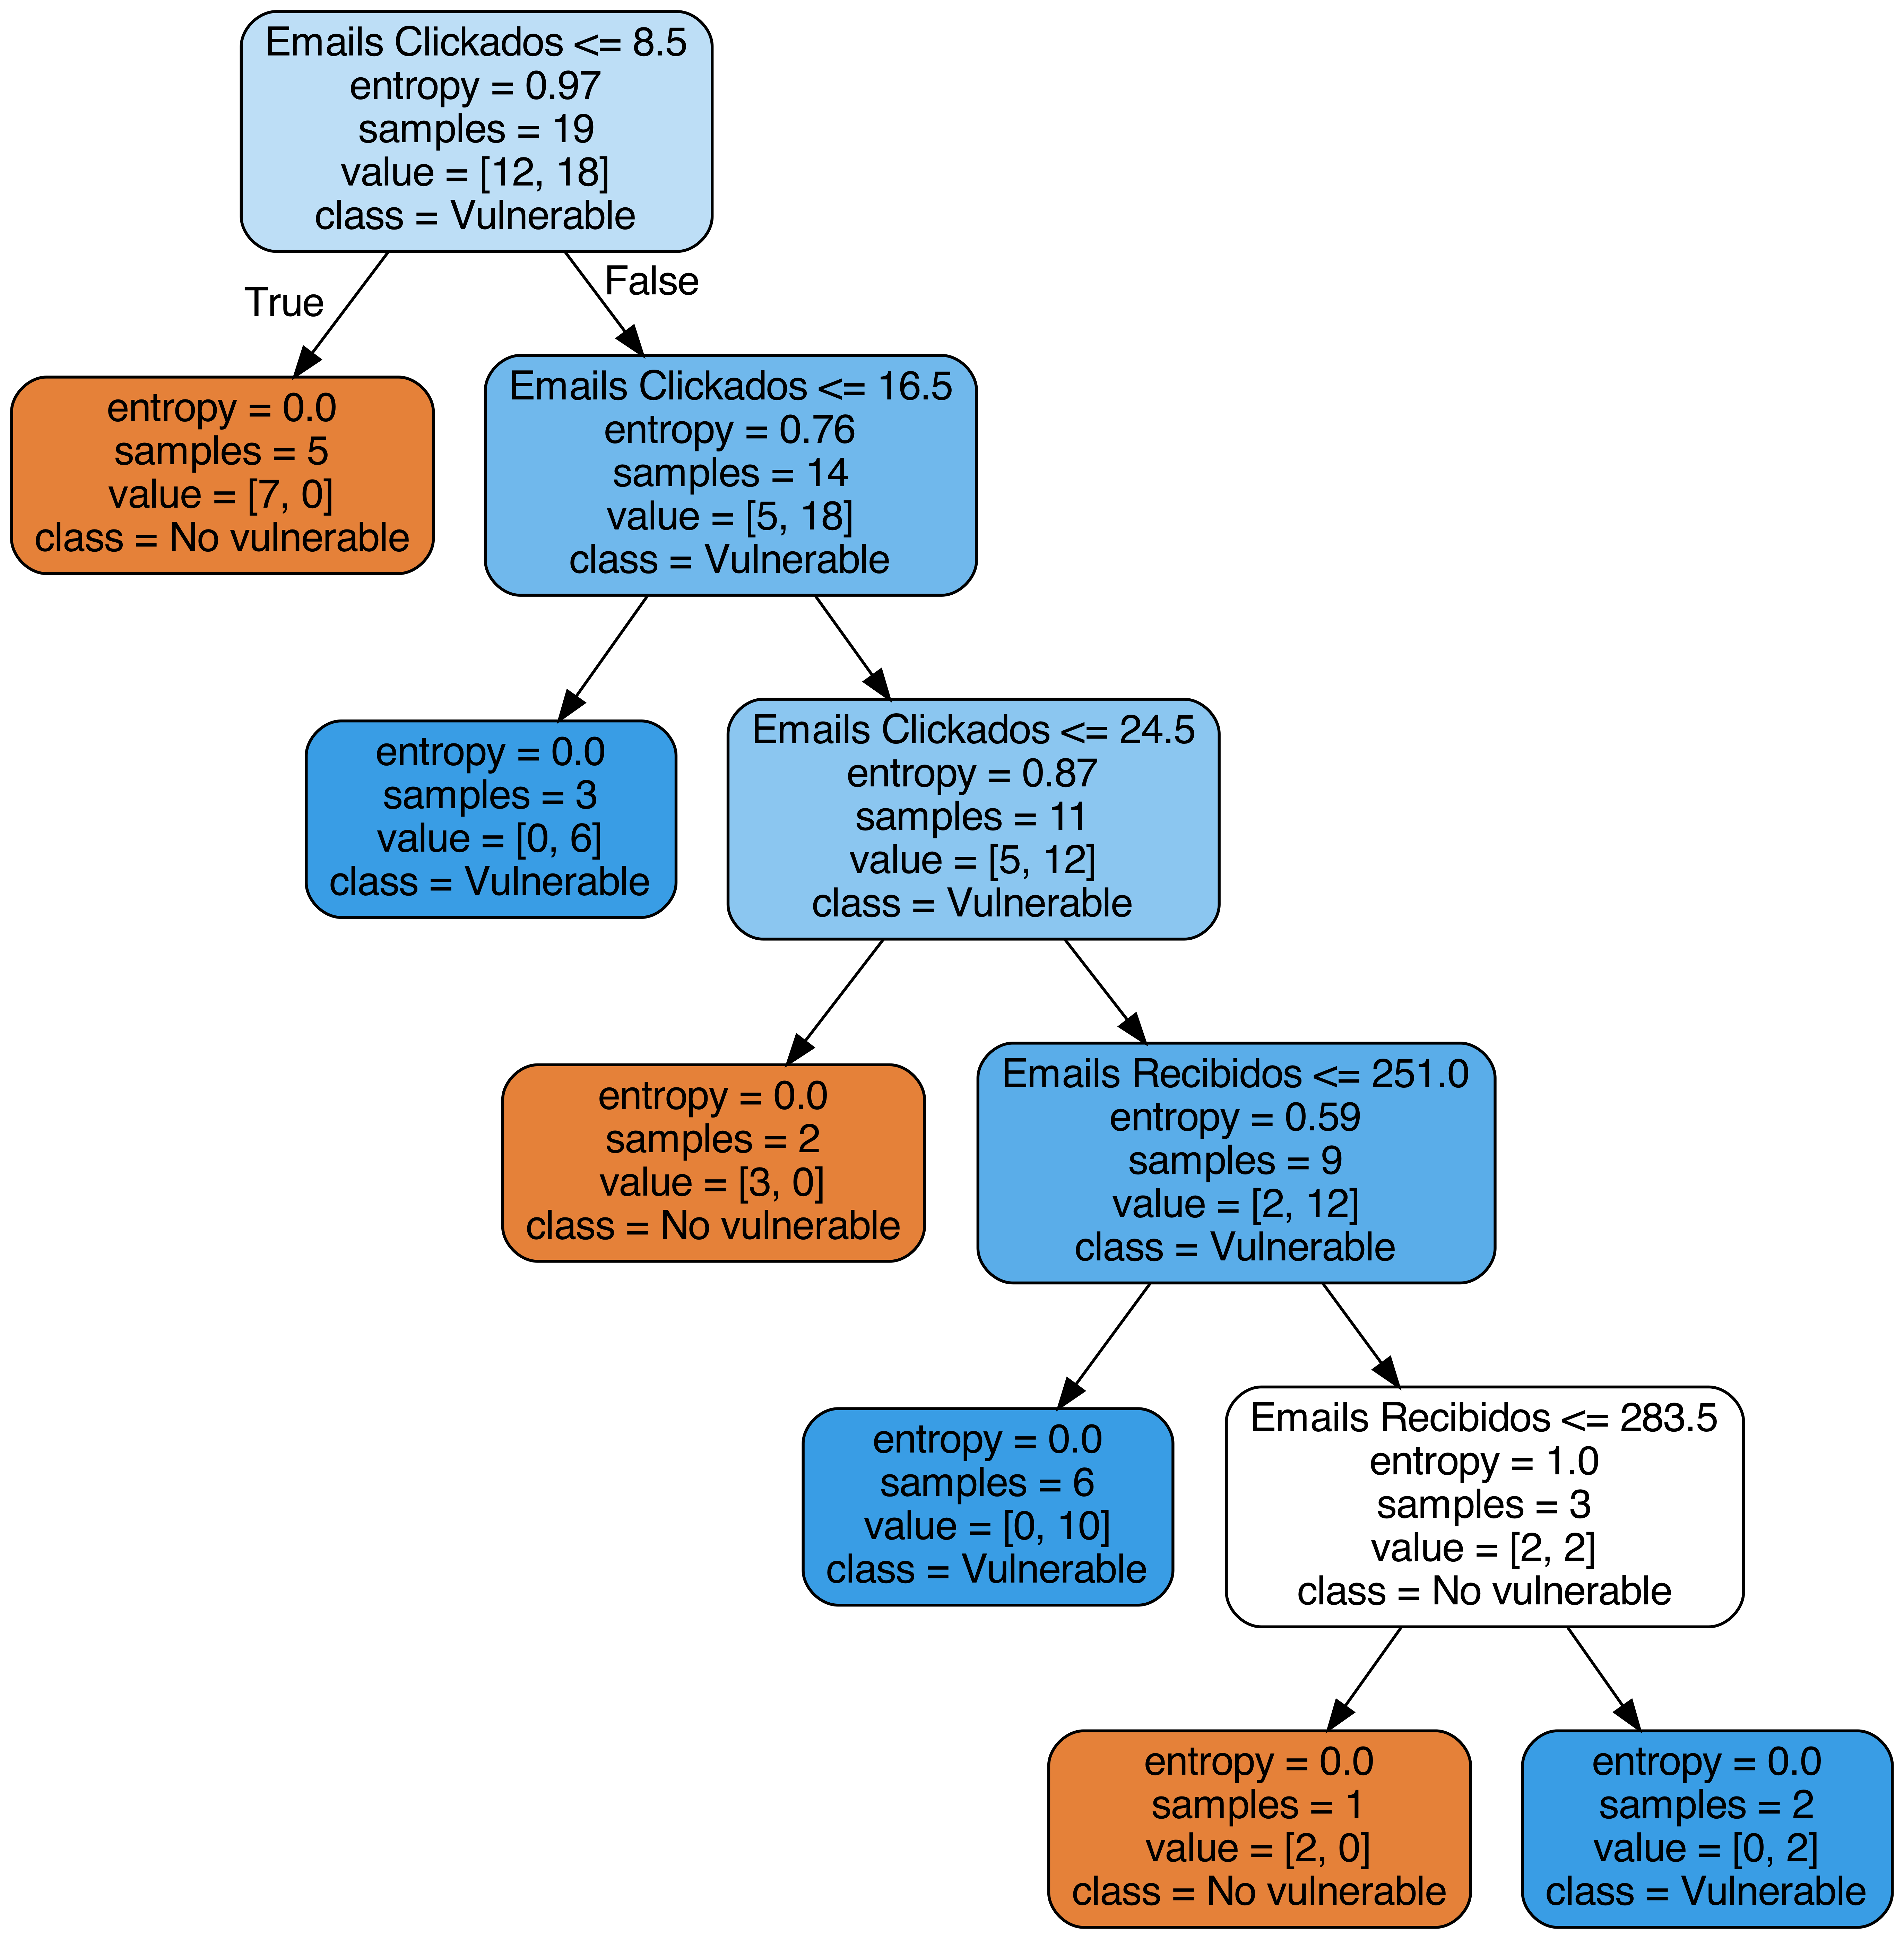 Emails Clickados <= 8.5
entropy = 0.97
samples = 19
value = [12, 18]
class = Vulnerable
True
False
entropy = 0.0
samples = 5
value = [7, 0]
class = No vulnerable
Emails Clickados <= 16.5
entropy = 0.76
samples = 14
value = [5, 18]
class = Vulnerable
entropy = 0.0
samples = 3
value = [0, 6]
class = Vulnerable
Emails Clickados <= 24.5
entropy = 0.87
samples = 11
value = [5, 12]
class = Vulnerable
entropy = 0.0
samples = 2
value = [3, 0]
class = No vulnerable
Emails Recibidos <= 251.0
entropy = 0.59
samples = 9
value = [2, 12]
class = Vulnerable
entropy = 0.0
samples = 6
value = [0, 10]
class = Vulnerable
Emails Recibidos <= 283.5
entropy = 1.0
samples = 3
value = [2, 2]
class = No vulnerable
entropy = 0.0
samples = 1
value = [2, 0]
class = No vulnerable
entropy = 0.0
samples = 2
value = [0, 2]
class = Vulnerable